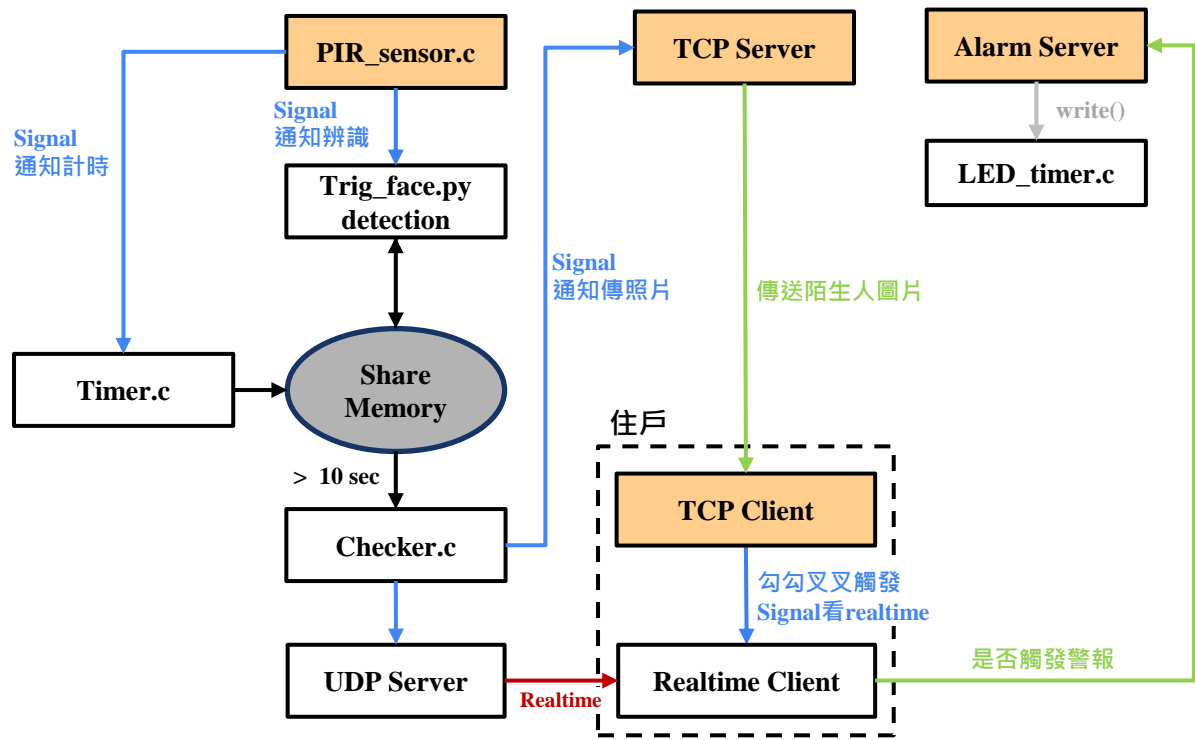 PIR_sensor.c
TCP Server
Alarm Server
Signal
通知計時
Signal
通知辨識
write()
Trig_face.py
detection
LED_timer.c
Signal
通知傳照片
傳送陌生人圖片
Timer.c
Share
Memory
住戶
> 10 sec
TCP Client
Checker.c
勾勾叉叉觸發
Signal看realtime
UDP Server
Realtime
Realtime Client
是否觸發警報